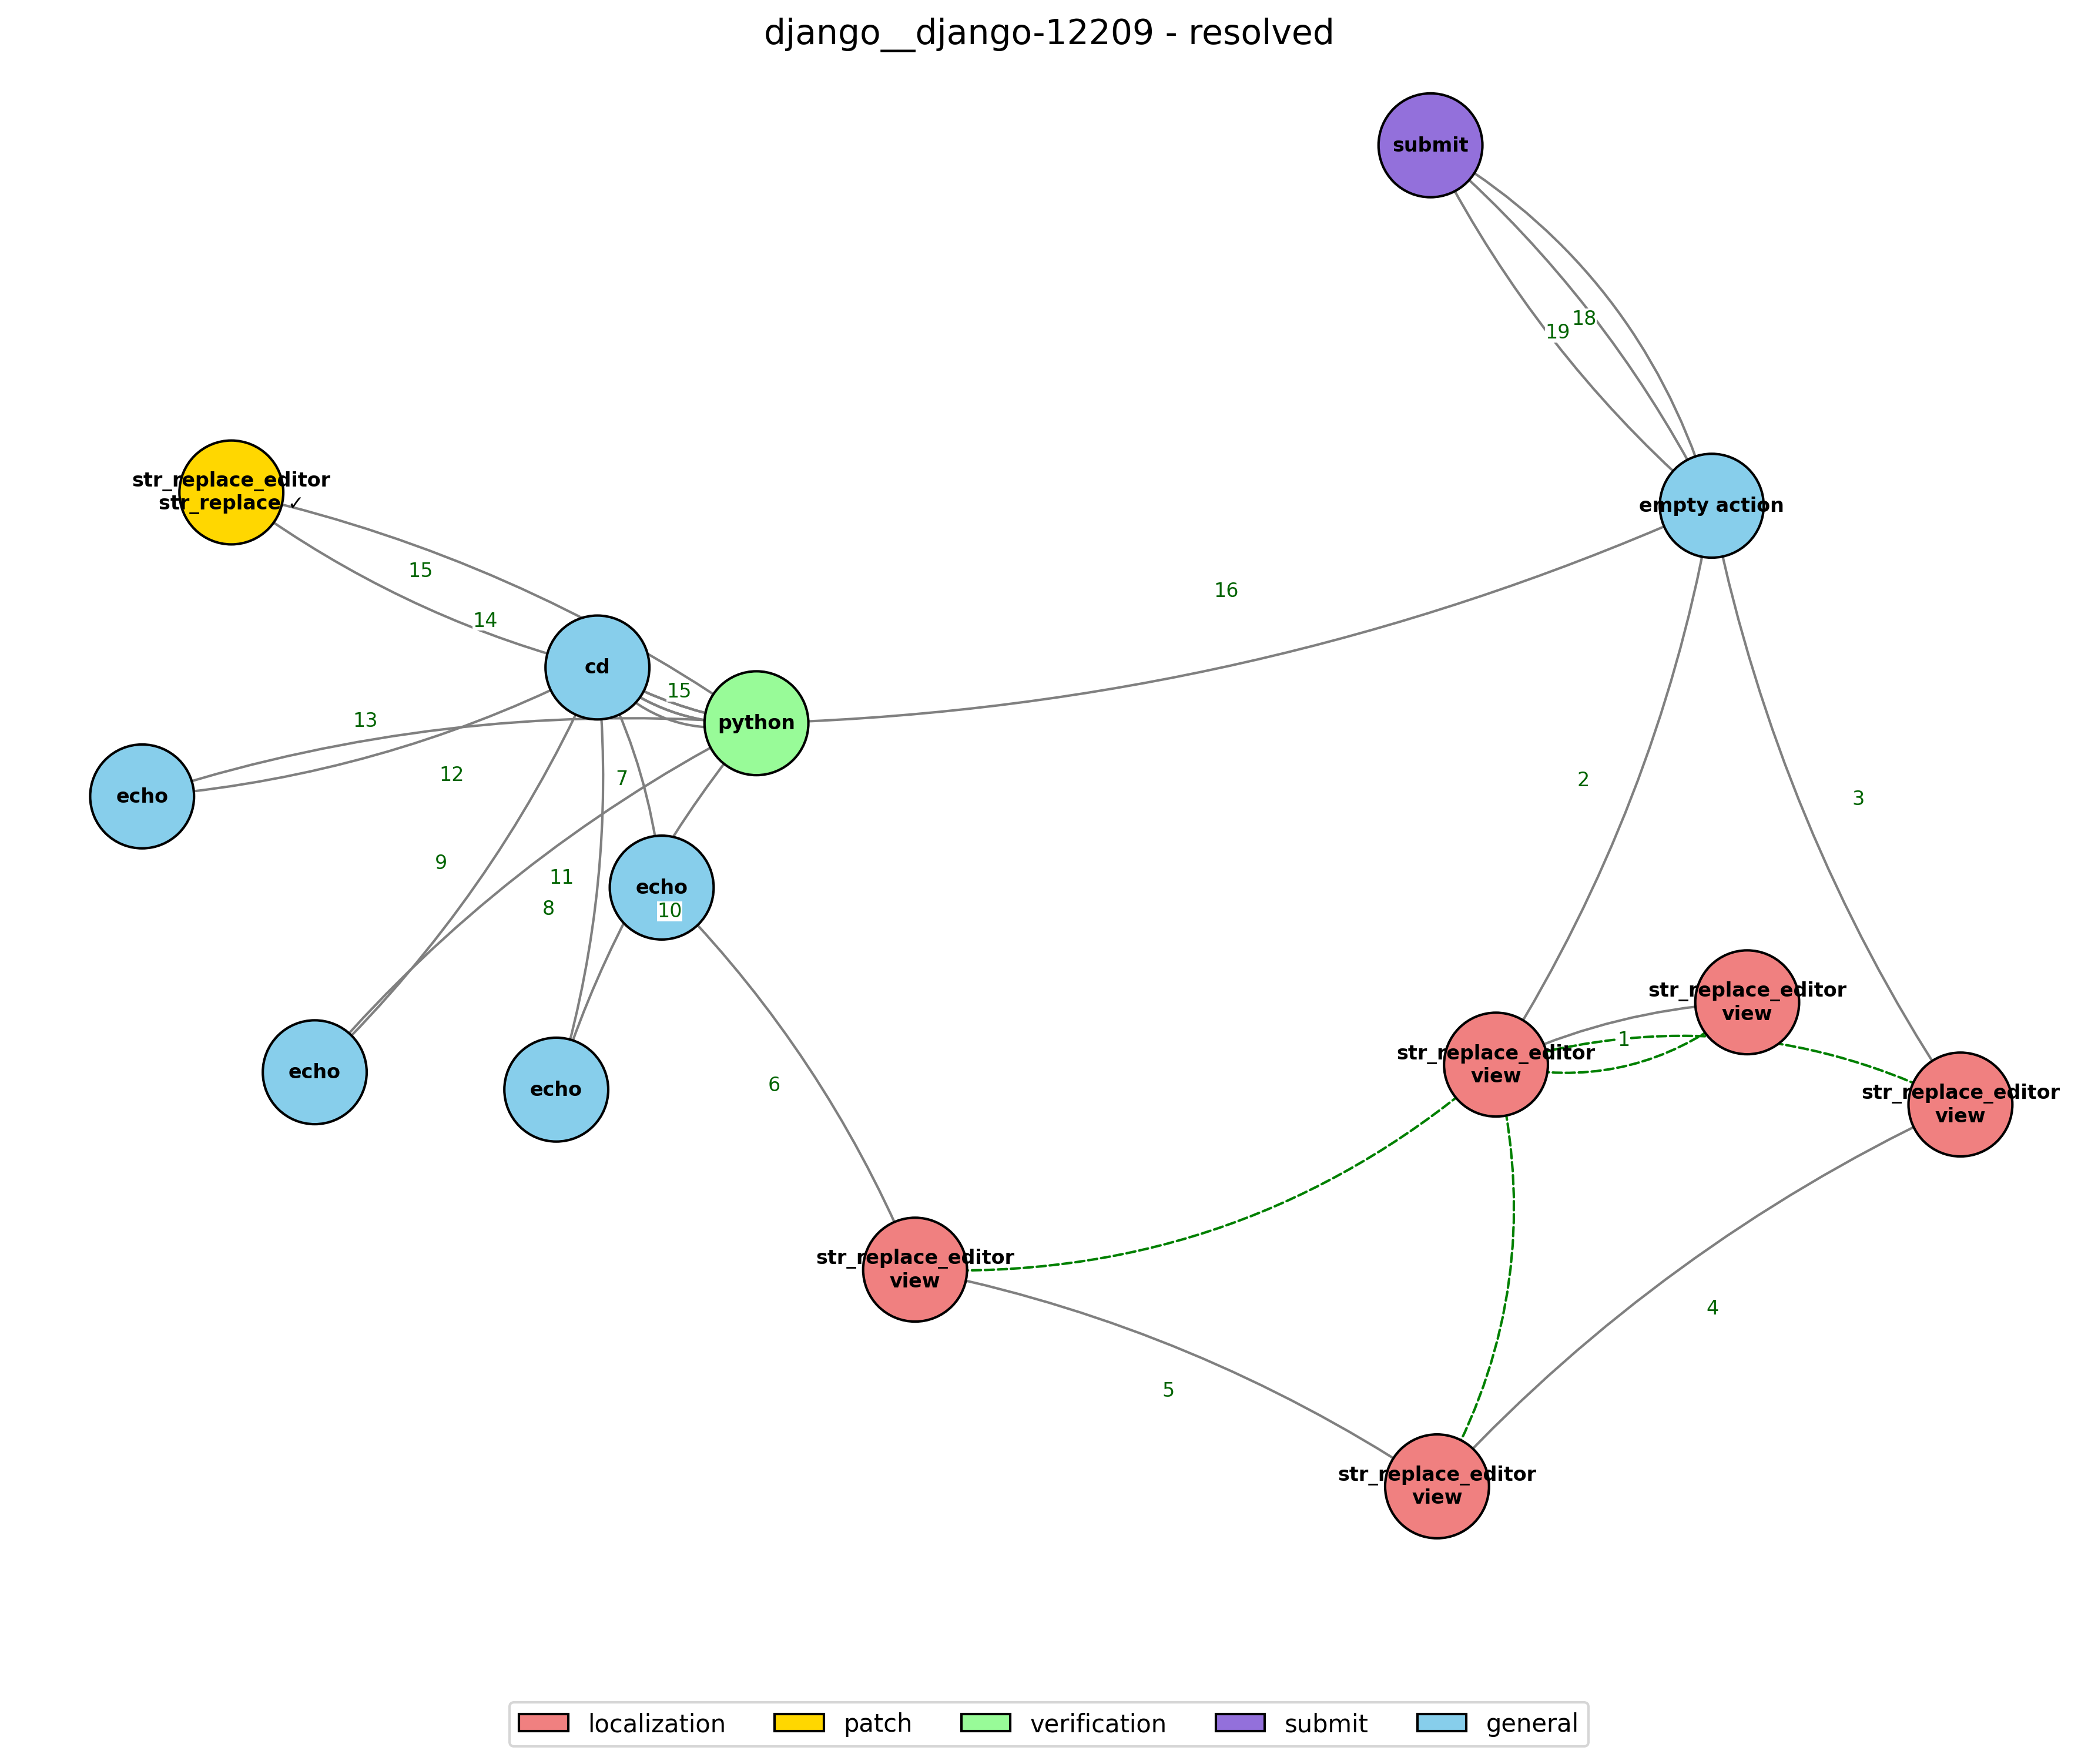 django__django-12209 - resolved
submit
18
19
str_replace_editor
str_replace ✓
empty action
15
16
14
cd
15
python
13
12
7
2
3
echo
9
11
8
echo
10
str_replace_editor
view
1
str_replace_editor
view
echo
echo
6
str_replace_editor
view
str_replace_editor
view
4
5
str_replace_editor
view
localization
patch
verification
submit
general